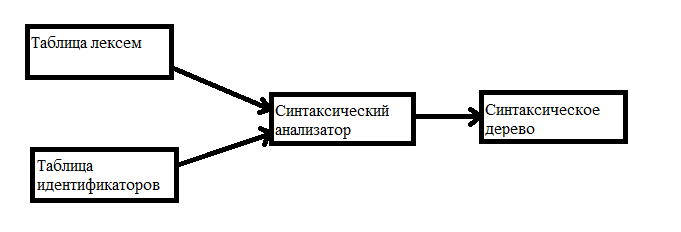 Таблица лексем
Синтаксический
анализатор
Синтаксическое
дерево
Таблица
идентификаторов